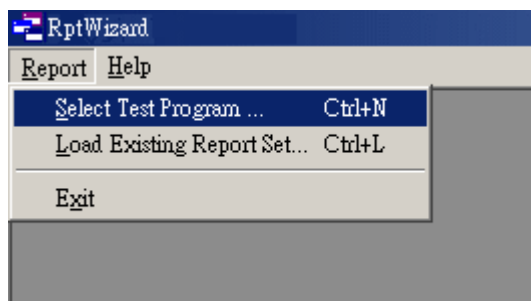 RptWizard
Report Help
Select Test Program ... Ctrl+N
Load Existing Report Set... Ctrl+L
Exit